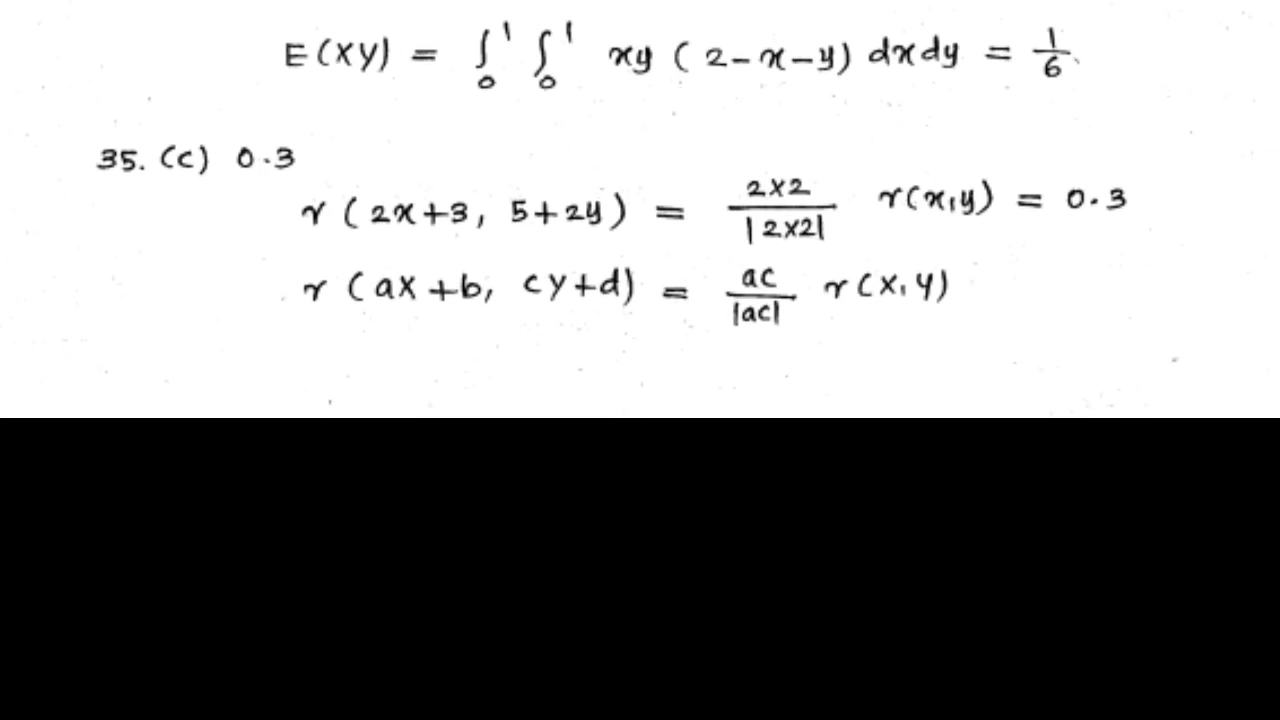 E(XY) = ∫₀¹ ∫₀¹ xy (2-x-y) dxdy = 1/6
35. (c) 0.3
r (2x+3, 5+2y) = 2×2/|2×2| r(x,y) = 0.3
r (ax+b, cy+d) = ac/|ac| r(x,y)